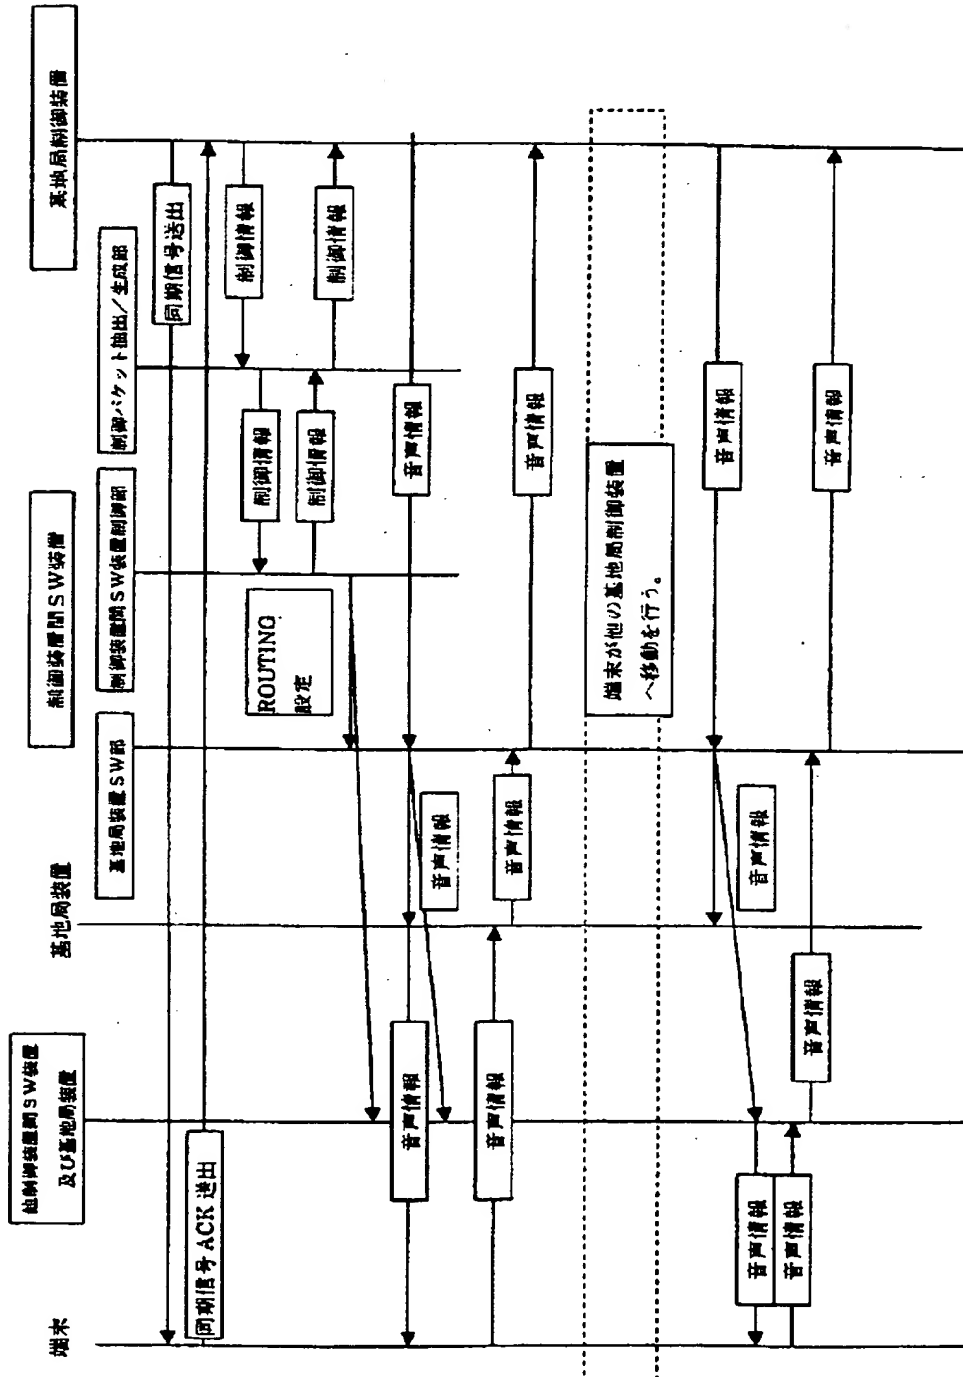 端末
他制御装置間SW装置
及び基地局装置
基地局装置
制御装置間SW装置
基地局制御装置
基地局装置SW部
制御装置間SW装置制御部
制御パケット抽出／生成部
同期信号送出
同期信号ACK送出
制御情報
制御情報
制御情報
制御情報
ROUTING
設定
音声情報
音声情報
音声情報
音声情報
音声情報
音声情報
端末が他の基地局制御装置
へ移動を行う。
音声情報
音声情報
音声情報
音声情報
音声情報
音声情報